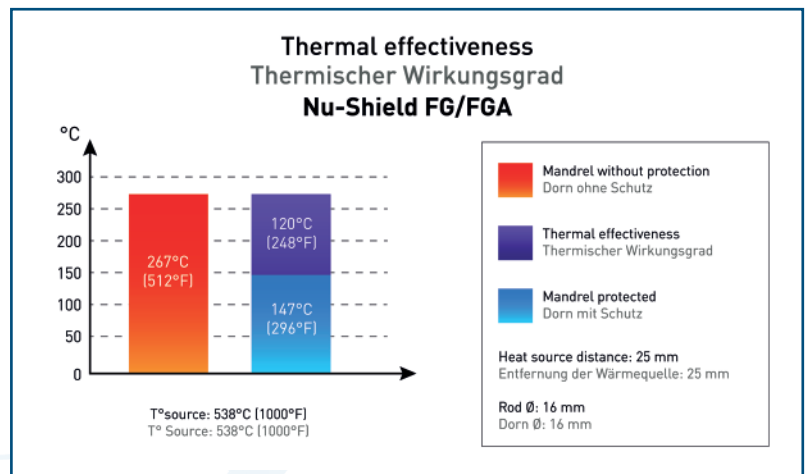 Thermal effectiveness
Thermischer Wirkungsgrad
Nu-Shield FG/FGA
°C
300
250
200
150
100
50
0
267°C
(512°F)
120°C
(248°F)
147°C
(296°F)
T°source: 538°C (1000°F)
T° Source: 538°C (1000°F)
Mandrel without protection
Dorn ohne Schutz
Thermal effectiveness
Thermischer Wirkungsgrad
Mandrel protected
Dorn mit Schutz
Heat source distance: 25 mm
Entfernung der Wärmequelle: 25 mm
Rod Ø: 16 mm
Dorn Ø: 16 mm